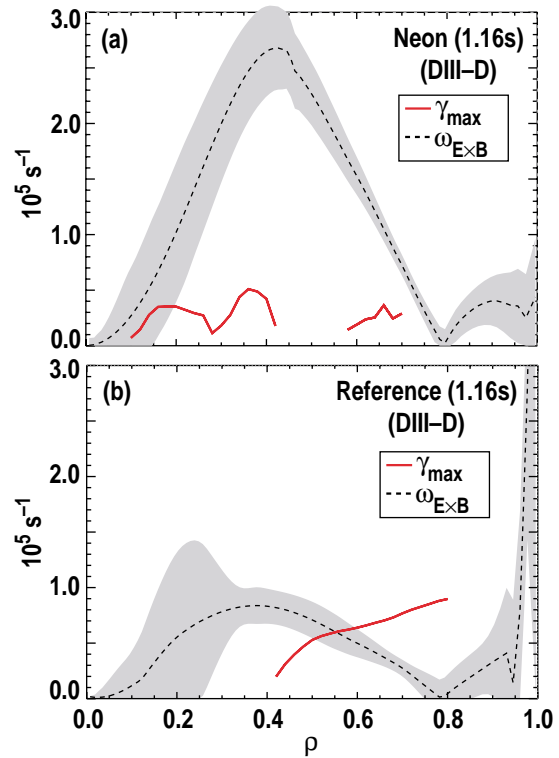 (a)
Neon (1.16s)
(DIII–D)
γmax
ωE×B
3.0
2.0
1.0
0.0
10⁵ s⁻¹
(b)
Reference (1.16s)
(DIII–D)
γmax
ωE×B
3.0
2.0
1.0
0.0
10⁵ s⁻¹
0.0 0.2 0.4 0.6 0.8 1.0
ρ